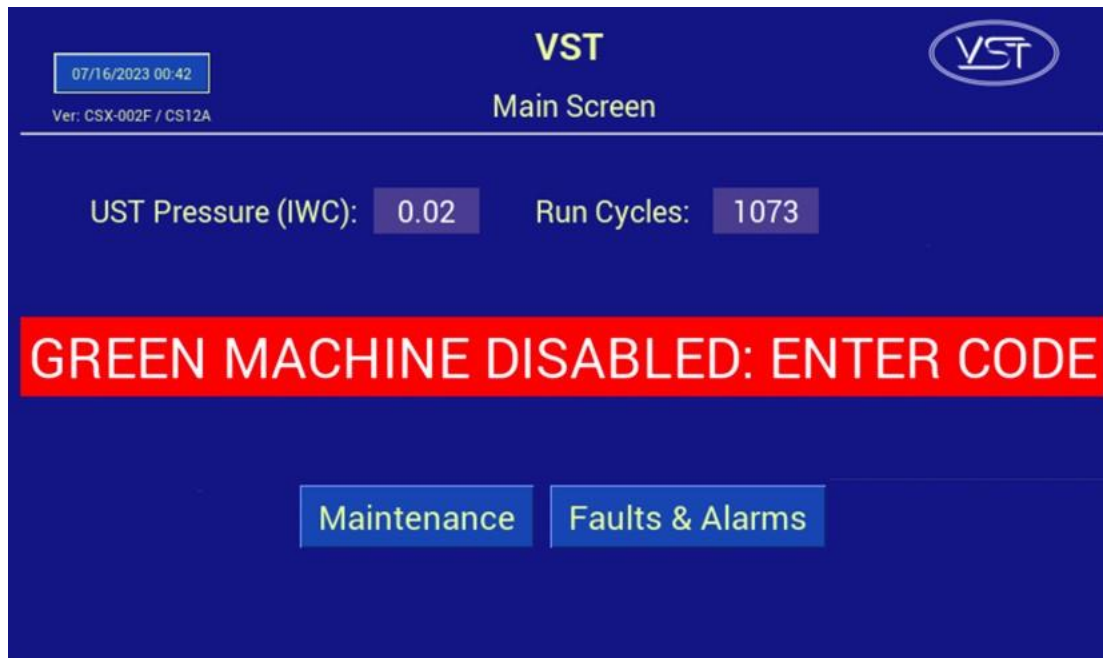 VST
VST
07/16/2023 00:42
Main Screen
Ver: CSX-002F / CS12A
UST Pressure (IWC): 0.02 Run Cycles: 1073
GREEN MACHINE DISABLED: ENTER CODE
Maintenance Faults & Alarms